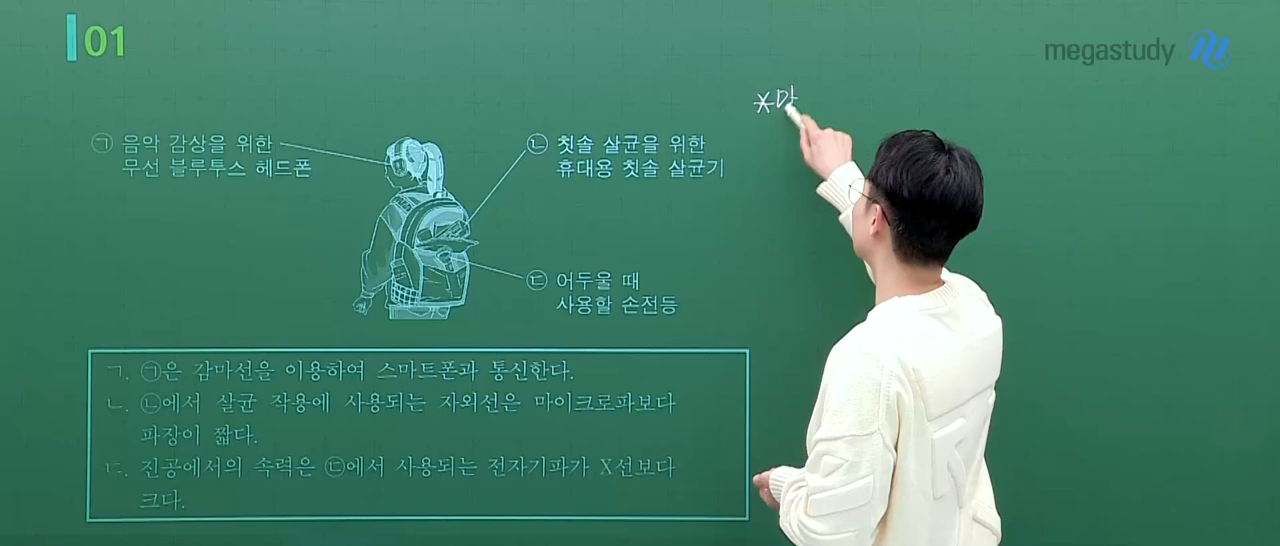 01
megastudy
*마
㉠ 음악 감상을 위한
무선 블루투스 헤드폰
㉡ 칫솔 살균을 위한
휴대용 칫솔 살균기
㉢ 어두울 때
사용할 손전등
ㄱ. ㉠은 감마선을 이용하여 스마트폰과 통신한다.
ㄴ. ㉡에서 살균 작용에 사용되는 자외선은 마이크로파보다
파장이 짧다.
ㄷ. 진공에서의 속력은 ㉢에서 사용되는 전자기파가 X선보다
크다.